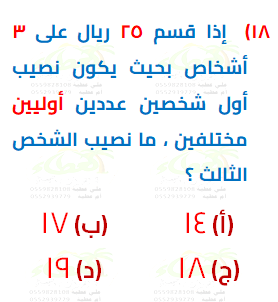 ١٨) إذا قسم ٢٥ ريال على ٣
أشخاص بحيث يكون نصيب
أول شخصين عددين أوليين
مختلفين ، ما نصيب الشخص
الثالث ؟
(أ) ١٤ (ب) ١٧
(ج) ١٨ (د) ١٩